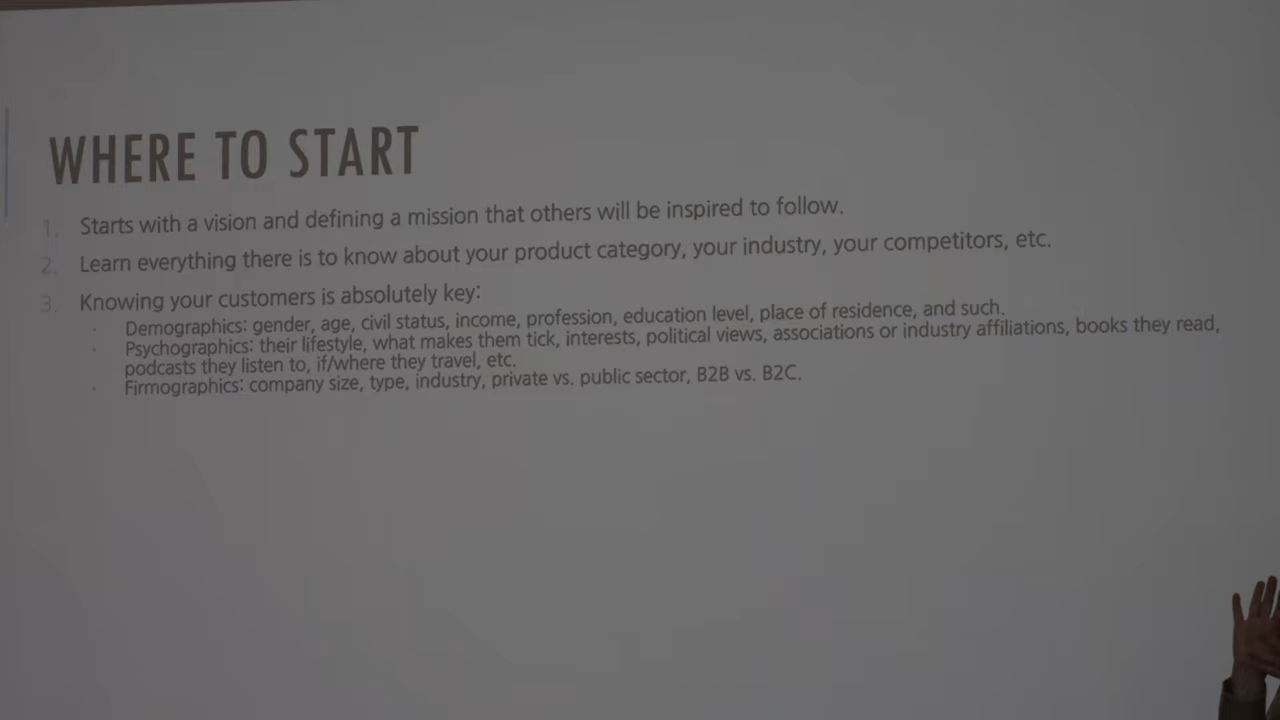 WHERE TO START
1. Starts with a vision and defining a mission that others will be inspired to follow.
2. Learn everything there is to know about your product category, your industry, your competitors, etc.
3. Knowing your customers is absolutely key:
· Demographics: gender, age, civil status, income, profession, education level, place of residence, and such.
· Psychographics: their lifestyle, what makes them tick, interests, political views, associations or industry affiliations, books they read,
podcasts they listen to, if/where they travel, etc.
· Firmographics: company size, type, industry, private vs. public sector, B2B vs. B2C.